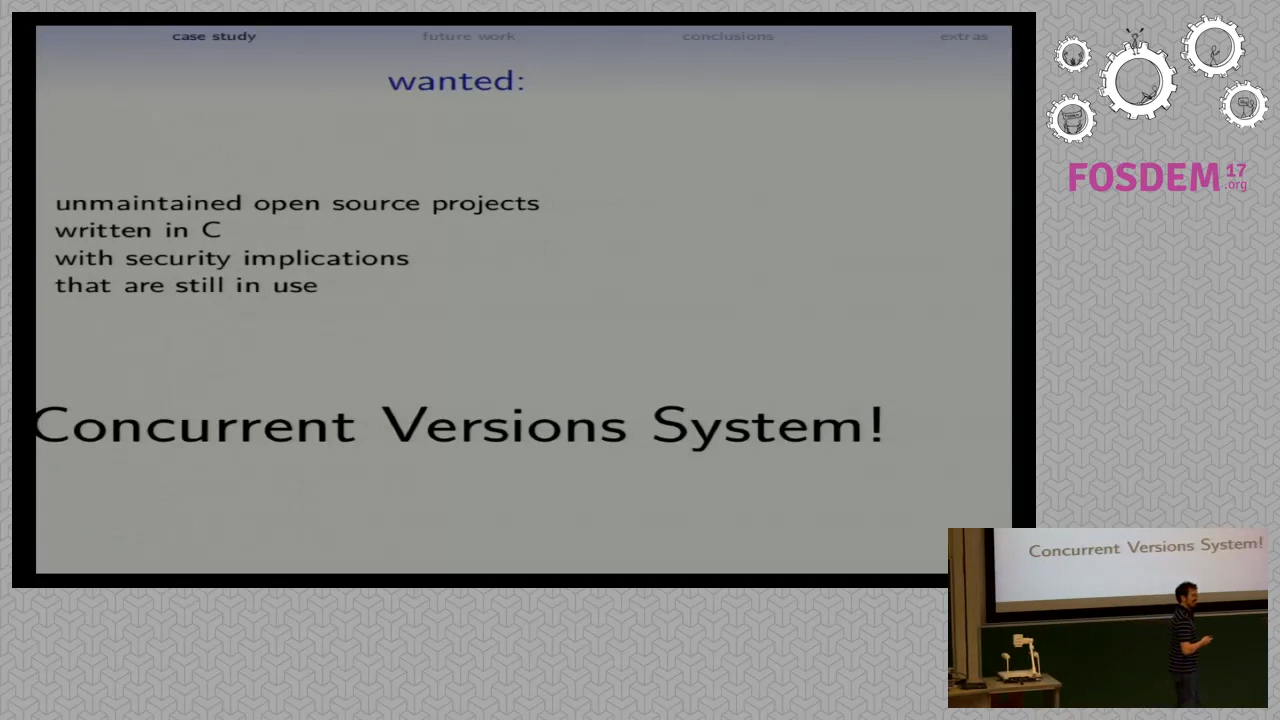 case study future work conclusions extras
wanted:
unmaintained open source projects
written in C
with security implications
that are still in use
Concurrent Versions System!
FOSDEM 17 .org
Concurrent Versions System!